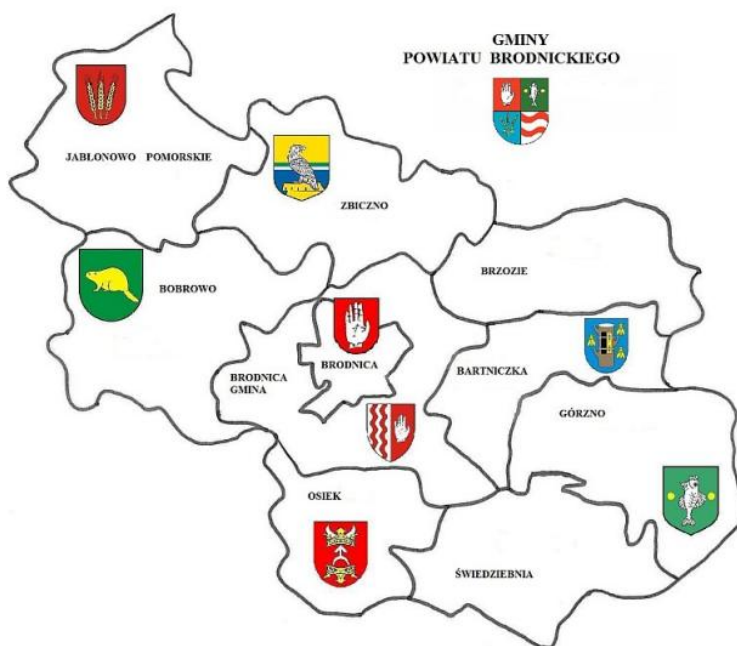 GMINY
POWIATU BRODNICKIEGO
JABŁONOWO POMORSKIE
ZBICZNO
BRZOZIE
BOBROWO
BRODNICA
BARTNICZKA
BRODNICA
GMINA
GÓRZNO
OSIEK
ŚWIEDZIEBNIA